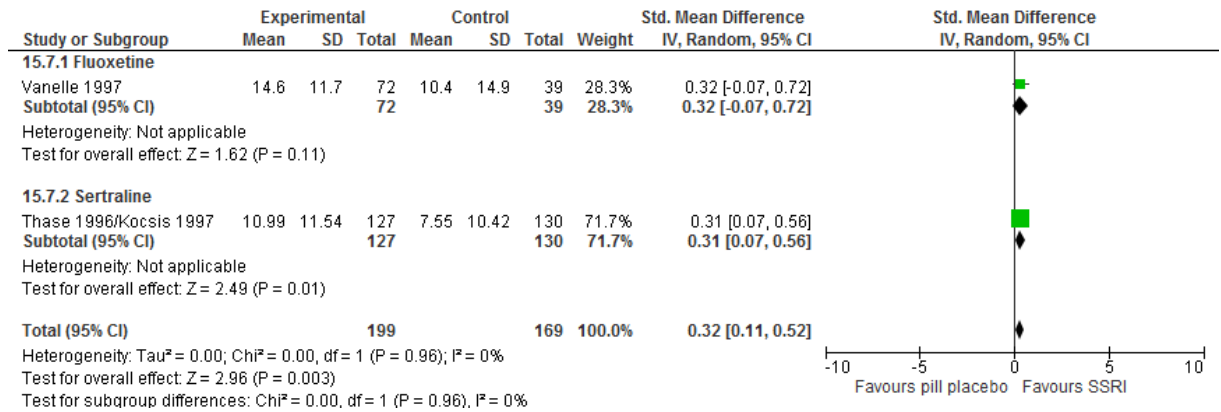 Experimental Control Std. Mean Difference Std. Mean Difference
Study or Subgroup Mean SD Total Mean SD Total Weight IV, Random, 95% CI IV, Random, 95% CI
15.7.1 Fluoxetine
Vanelle 1997 14.6 11.7 72 10.4 14.9 39 28.3% 0.32 [-0.07, 0.72]
Subtotal (95% CI) 72 39 28.3% 0.32 [-0.07, 0.72]
Heterogeneity: Not applicable
Test for overall effect: Z = 1.62 (P = 0.11)
15.7.2 Sertraline
Thase 1996/Kocsis 1997 10.99 11.54 127 7.55 10.42 130 71.7% 0.31 [0.07, 0.56]
Subtotal (95% CI) 127 130 71.7% 0.31 [0.07, 0.56]
Heterogeneity: Not applicable
Test for overall effect: Z = 2.49 (P = 0.01)
Total (95% CI) 199 169 100.0% 0.32 [0.11, 0.52]
Heterogeneity: Tau² = 0.00; Chi² = 0.00, df = 1 (P = 0.96); I² = 0%
Test for overall effect: Z = 2.96 (P = 0.003)
Test for subgroup differences: Chi² = 0.00, df = 1 (P = 0.96), I² = 0%
-10 -5 0 5 10
Favours pill placebo Favours SSRI